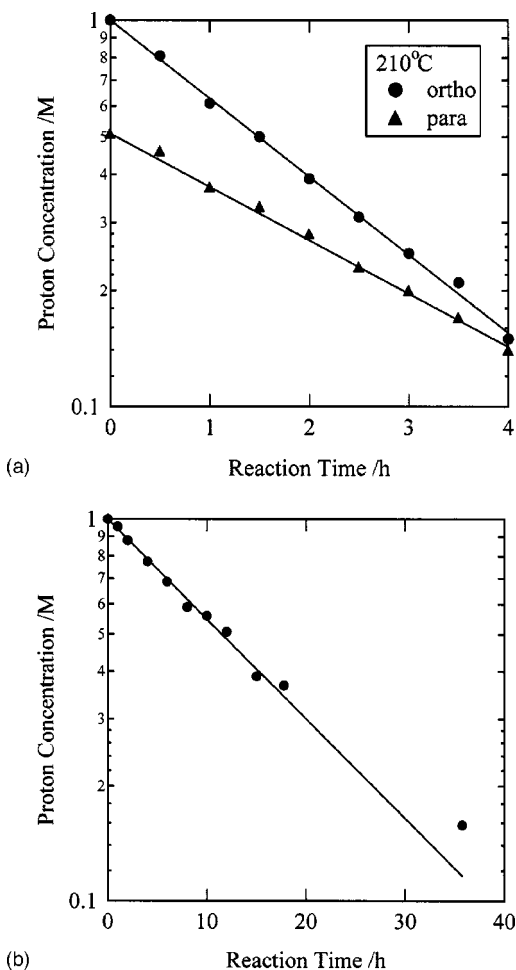 1
9
8
7
6
5
4
3
2
0.1
Proton Concentration /M
210°C
ortho
para
0 1 2 3 4
(a)
Reaction Time /h
1
9
8
7
6
5
4
3
2
0.1
Proton Concentration /M
0 10 20 30 40
(b)
Reaction Time /h